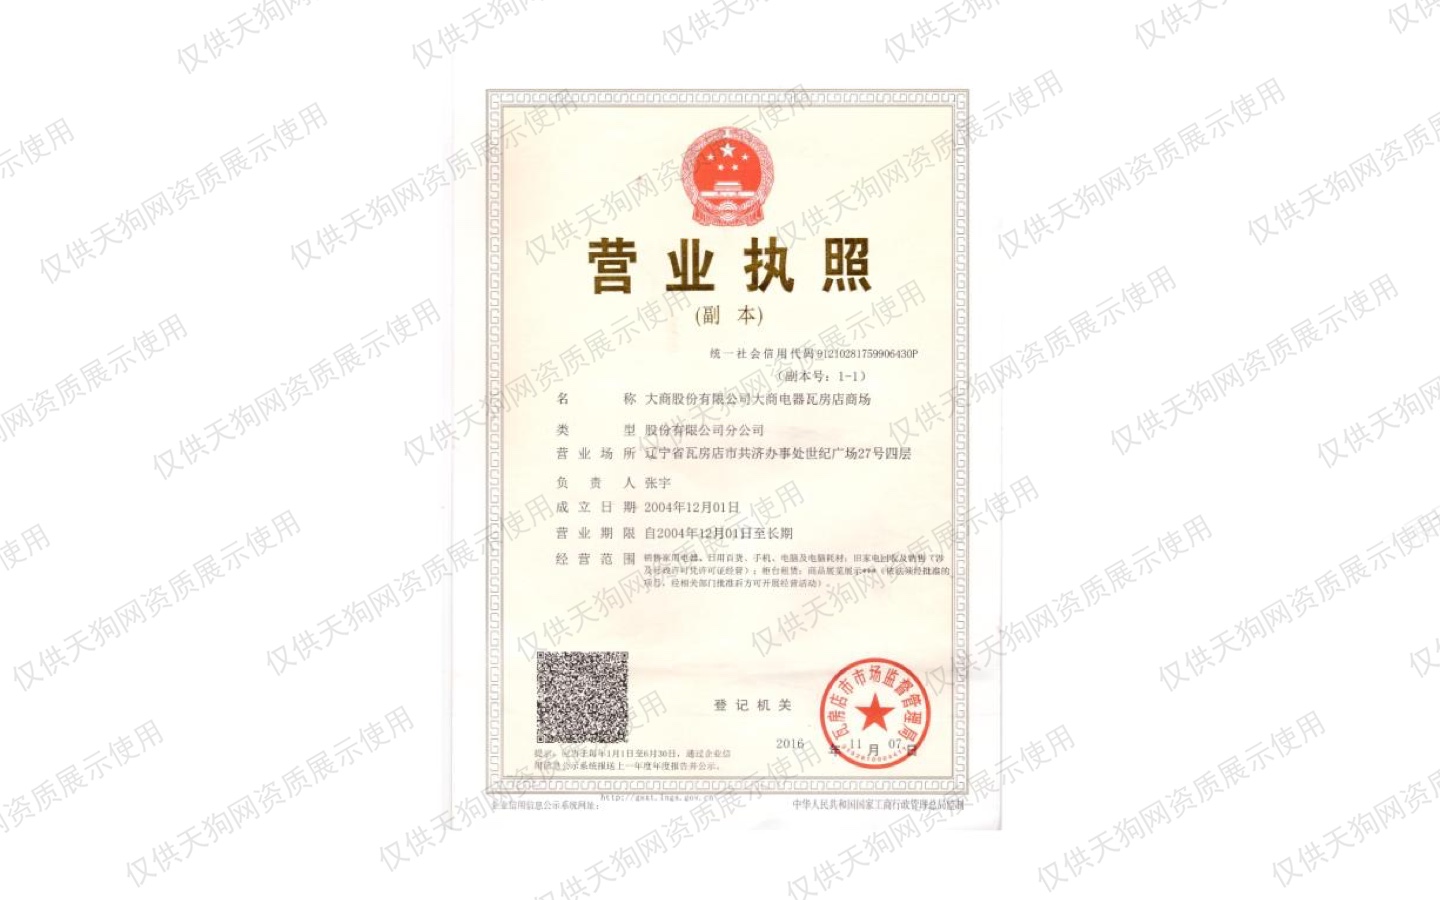 营业执照
(副 本)
统一社会信用代码 91210281759906430P
(副本号：1-1)
名 称 大商股份有限公司大商电器瓦房店商场
类 型 股份有限公司分公司
营业场所 辽宁省瓦房店市共济办事处世纪广场27号四层
负责人 张宇
成立日期 2004年12月01日
营业期限 自2004年12月01日至长期
经营范围 销售家用电器、日用百货、手机、电脑及电脑耗材；旧家电回收及销售（涉
及行政许可凭许可证经营）；柜台租赁；商品展览展示***（依法须经批准的
项目，经相关部门批准后方可开展经营活动）。
瓦房店市市场监督管理局
登记机关
2016 年 11 月 07 日
提示：应当于每年1月1日至6月30日，通过企业信
用信息公示系统报送上一年度年度报告并公示。
http://gsxt.lngs.gov.cn
企业信用信息公示系统网址：
中华人民共和国国家工商行政管理总局监制
仅供天狗网资质展示使用